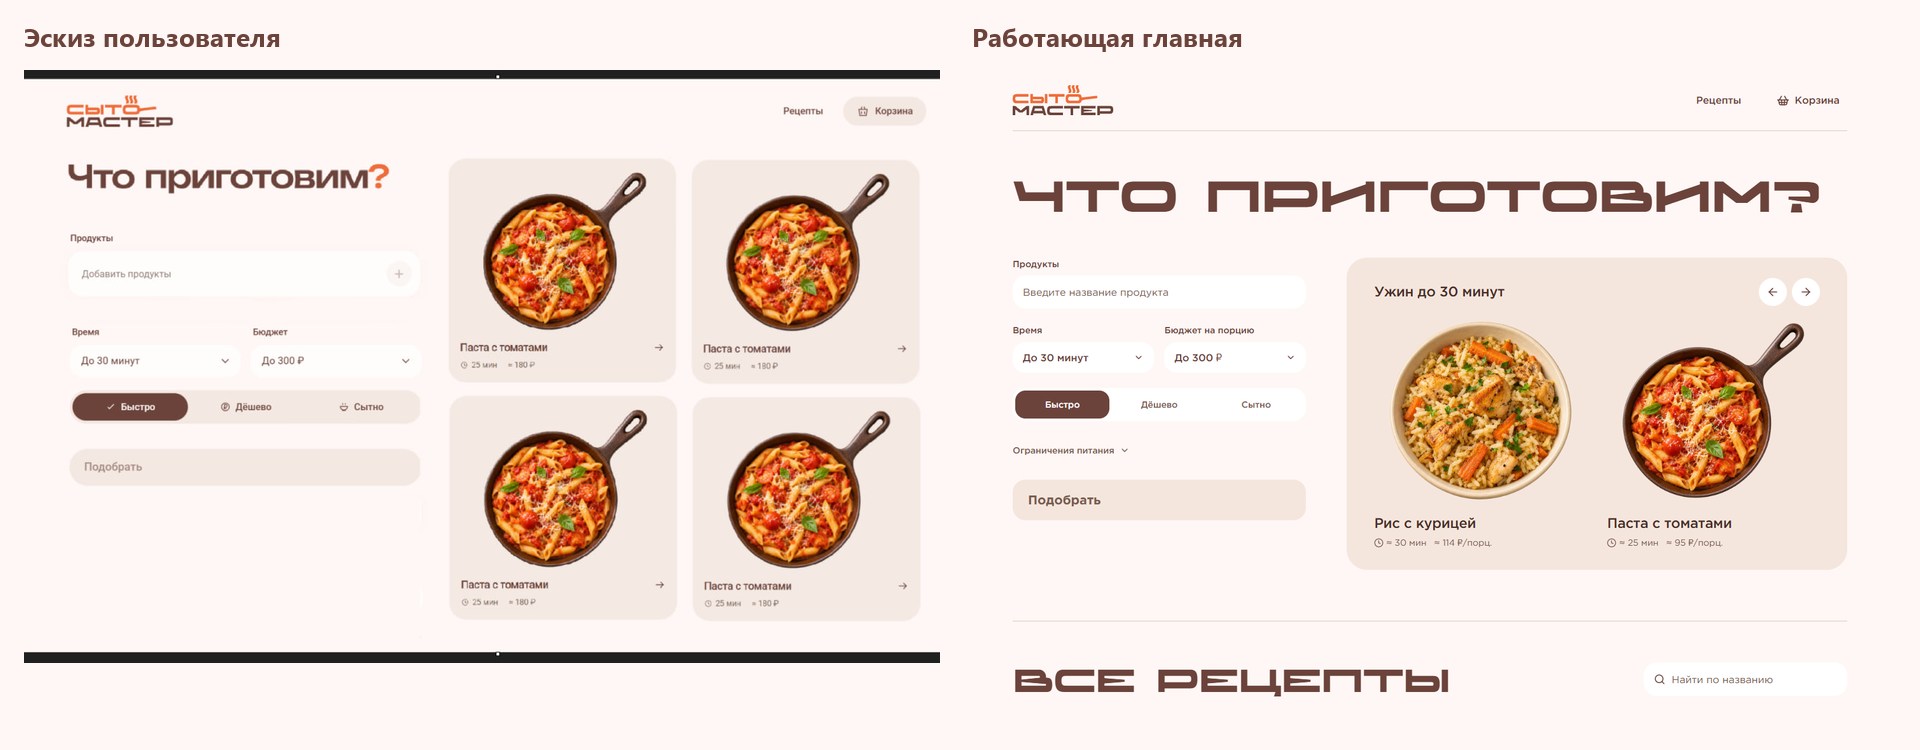 Эскиз пользователя
СЫТО
МАСТЕР
Рецепты
Корзина
Что приготовим?
Продукты
Добавить продукты
Время
Бюджет
До 30 минут
До 300 ₽
Быстро
Дёшево
Сытно
Подобрать
Паста с томатами
25 мин ≈ 180 ₽
Паста с томатами
25 мин ≈ 180 ₽
Паста с томатами
25 мин ≈ 180 ₽
Паста с томатами
25 мин ≈ 180 ₽
Работающая главная
СЫТО
МАСТЕР
Рецепты
Корзина
ЧТО ПРИГОТОВИМ?
Продукты
Введите название продукта
Время
Бюджет на порцию
До 30 минут
До 300 ₽
Быстро
Дёшево
Сытно
Ограничения питания
Подобрать
Ужин до 30 минут
Рис с курицей
≈ 30 мин ≈ 114 ₽/порц.
Паста с томатами
≈ 25 мин ≈ 95 ₽/порц.
ВСЕ РЕЦЕПТЫ
Найти по названию